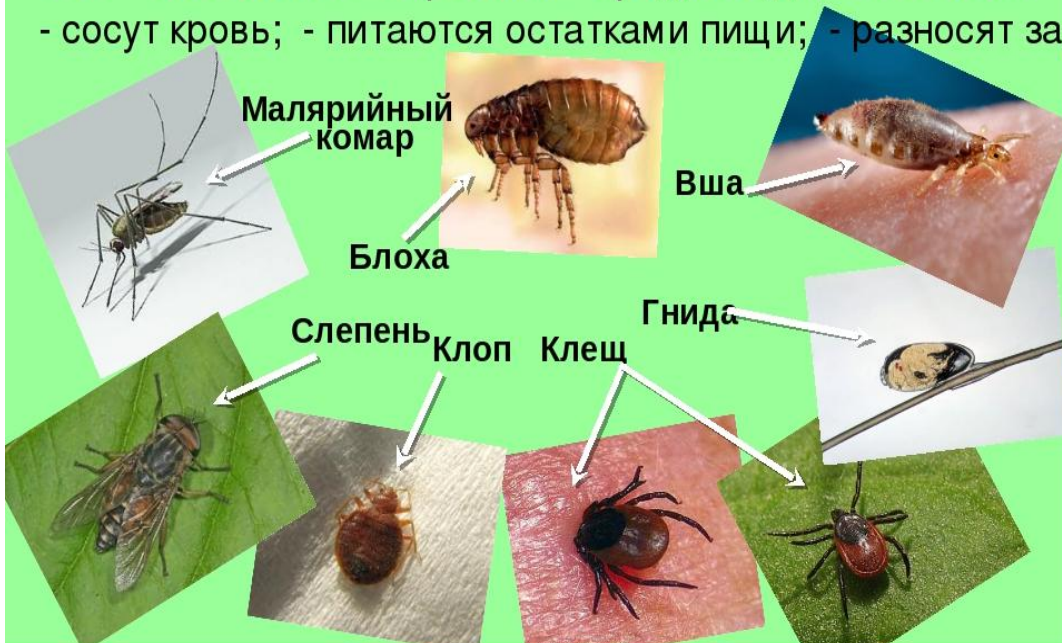 - сосут кровь;  - питаются остатками пищи;  - разносят за
Малярийный
комар
Блоха
Вша
Гнида
Слепень
Клоп
Клещ